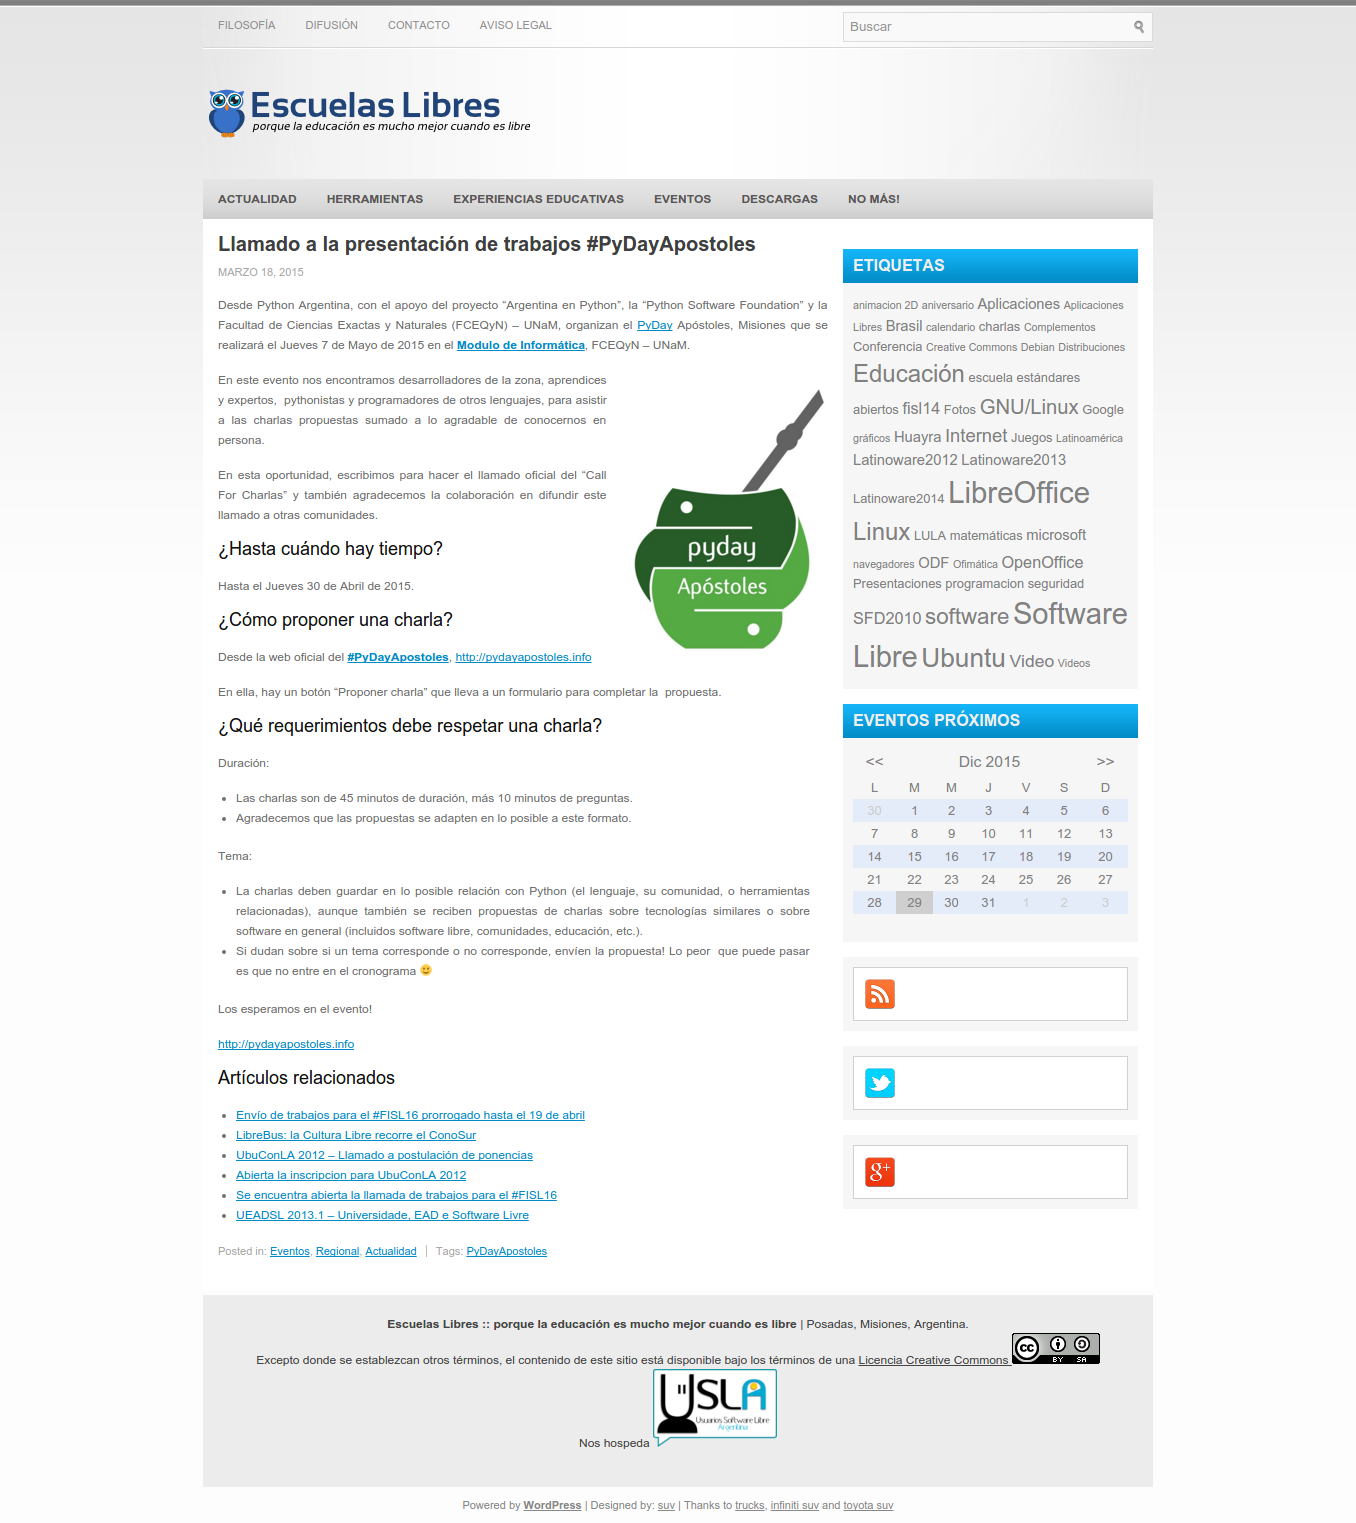 FILOSOFÍA DIFUSIÓN CONTACTO AVISO LEGAL Buscar
Escuelas Libres
porque la educación es mucho mejor cuando es libre
ACTUALIDAD HERRAMIENTAS EXPERIENCIAS EDUCATIVAS EVENTOS DESCARGAS NO MÁS!
Llamado a la presentación de trabajos #PyDayApostoles
MARZO 18, 2015
Desde Python Argentina, con el apoyo del proyecto “Argentina en Python”, la “Python Software Foundation” y la
Facultad de Ciencias Exactas y Naturales (FCEQyN) – UNaM, organizan el PyDay Apóstoles, Misiones que se
realizará el Jueves 7 de Mayo de 2015 en el Modulo de Informática, FCEQyN – UNaM.
En este evento nos encontramos desarrolladores de la zona, aprendices
y expertos, pythonistas y programadores de otros lenguajes, para asistir
a las charlas propuestas sumado a lo agradable de conocernos en
persona.
En esta oportunidad, escribimos para hacer el llamado oficial del “Call
For Charlas” y también agradecemos la colaboración en difundir este
llamado a otras comunidades.
pyday
Apóstoles
¿Hasta cuándo hay tiempo?
Hasta el Jueves 30 de Abril de 2015.
¿Cómo proponer una charla?
Desde la web oficial del #PyDayApostoles, http://pydayapostoles.info
En ella, hay un botón “Proponer charla” que lleva a un formulario para completar la propuesta.
¿Qué requerimientos debe respetar una charla?
Duración:
• Las charlas son de 45 minutos de duración, más 10 minutos de preguntas.
• Agradecemos que las propuestas se adapten en lo posible a este formato.
Tema:
• La charlas deben guardar en lo posible relación con Python (el lenguaje, su comunidad, o herramientas
relacionadas), aunque también se reciben propuestas de charlas sobre tecnologías similares o sobre
software en general (incluidos software libre, comunidades, educación, etc.).
• Si dudan sobre si un tema corresponde o no corresponde, envíen la propuesta! Lo peor que puede pasar
es que no entre en el cronograma
Los esperamos en el evento!
http://pydayapostoles.info
Artículos relacionados
• Envío de trabajos para el #FISL16 prorrogado hasta el 19 de abril
• LibreBus: la Cultura Libre recorre el ConoSur
• UbuConLA 2012 – Llamado a postulación de ponencias
• Abierta la inscripcion para UbuConLA 2012
• Se encuentra abierta la llamada de trabajos para el #FISL16
• UEADSL 2013.1 – Universidade, EAD e Software Livre
Posted in: Eventos, Regional, Actualidad | Tags: PyDayApostoles
ETIQUETAS
animacion 2D aniversario Aplicaciones Aplicaciones
Libres Brasil calendario charlas Complementos
Conferencia Creative Commons Debian Distribuciones
Educación escuela estándares
abiertos fisl14 Fotos GNU/Linux Google
gráficos Huayra Internet Juegos Latinoamérica
Latinoware2012 Latinoware2013
Latinoware2014 LibreOffice
Linux LULA matemáticas microsoft
navegadores ODF Ofimática OpenOffice
Presentaciones programacion seguridad
SFD2010 software Software
Libre Ubuntu Video Videos
EVENTOS PRÓXIMOS
<< Dic 2015 >>
L M M J V S D
30 1 2 3 4 5 6
7 8 9 10 11 12 13
14 15 16 17 18 19 20
21 22 23 24 25 26 27
28 29 30 31 1 2 3
g+
Escuelas Libres :: porque la educación es mucho mejor cuando es libre | Posadas, Misiones, Argentina.
Excepto donde se establezcan otros términos, el contenido de este sitio está disponible bajo los términos de una Licencia Creative Commons cc BY SA
Nos hospeda USLA
Usuarios Software Libre
Argentina
Powered by WordPress | Designed by: suv | Thanks to trucks, infiniti suv and toyota suv